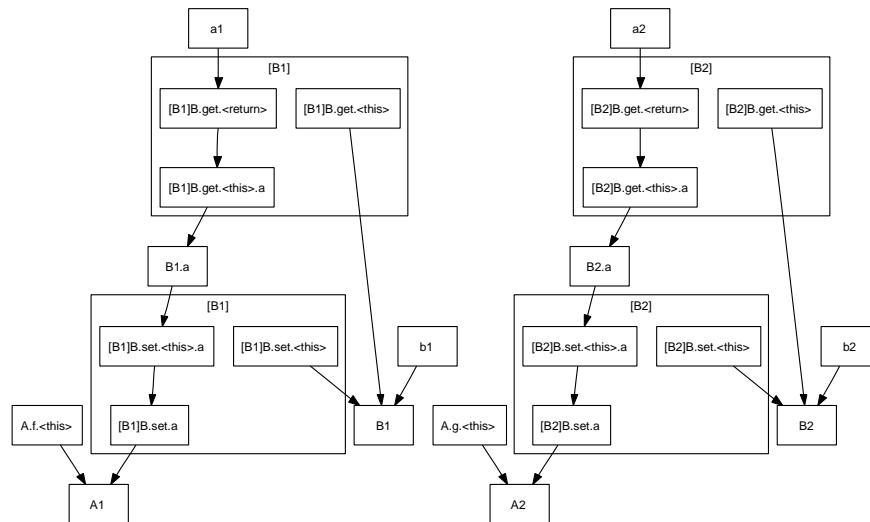 a1
a2
[B1]
[B2]
[B1]B.get.<return>
[B1]B.get.<this>
[B2]B.get.<return>
[B2]B.get.<this>
[B1]B.get.<this>.a
[B2]B.get.<this>.a
B1.a
B2.a
[B1]
[B2]
[B1]B.set.<this>.a
[B1]B.set.<this>
b1
[B2]B.set.<this>.a
[B2]B.set.<this>
b2
A.f.<this>
[B1]B.set.a
B1
A.g.<this>
[B2]B.set.a
B2
A1
A2